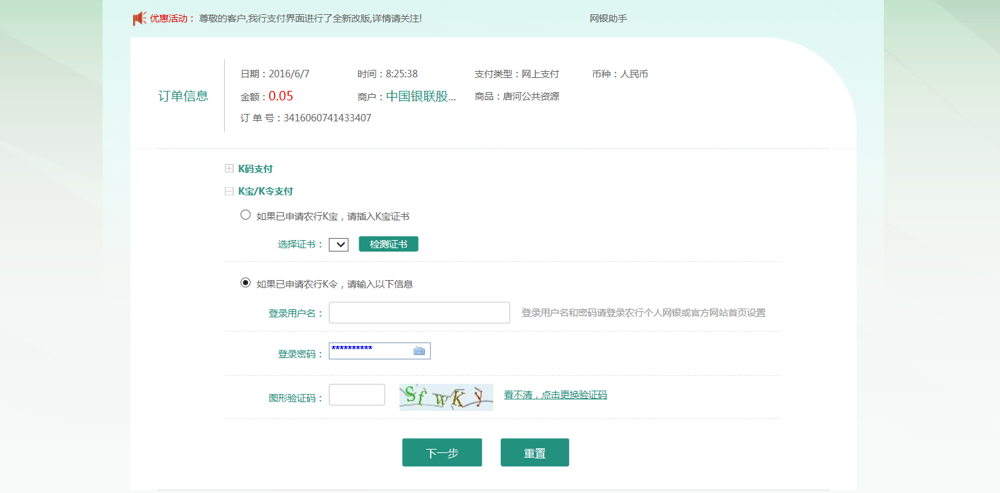 优惠活动： 尊敬的客户,我行支付界面进行了全新改版,详情请关注! 网银助手
订单信息
日期：2016/6/7 时间：8:25:38 支付类型：网上支付 币种：人民币
金额：0.05 商户：中国银联股... 商品：唐河公共资源
订 单 号：3416060741433407
K码支付
K宝/K令支付
如果已申请农行K宝，请插入K宝证书
选择证书： 检测证书
如果已申请农行K令，请输入以下信息
登录用户名： 登录用户名和密码请登录农行个人网银或官方网站首页设置
登录密码： **********
图形验证码： SfwKy 看不清，点击更换验证码
下一步 重置